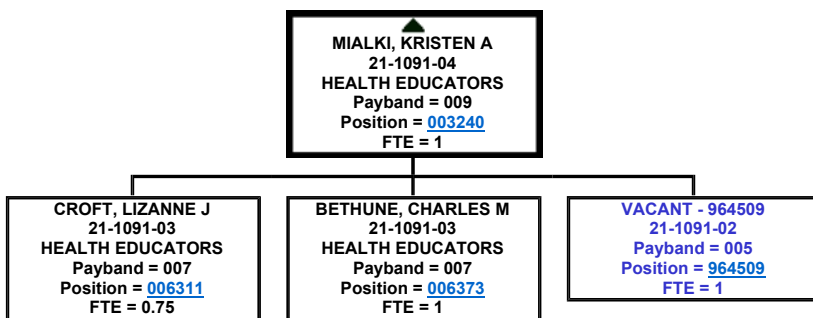 MIALKI, KRISTEN A
21-1091-04
HEALTH EDUCATORS
Payband = 009
Position = 003240
FTE = 1
CROFT, LIZANNE J
21-1091-03
HEALTH EDUCATORS
Payband = 007
Position = 006311
FTE = 0.75
BETHUNE, CHARLES M
21-1091-03
HEALTH EDUCATORS
Payband = 007
Position = 006373
FTE = 1
VACANT - 964509
21-1091-02
Payband = 005
Position = 964509
FTE = 1